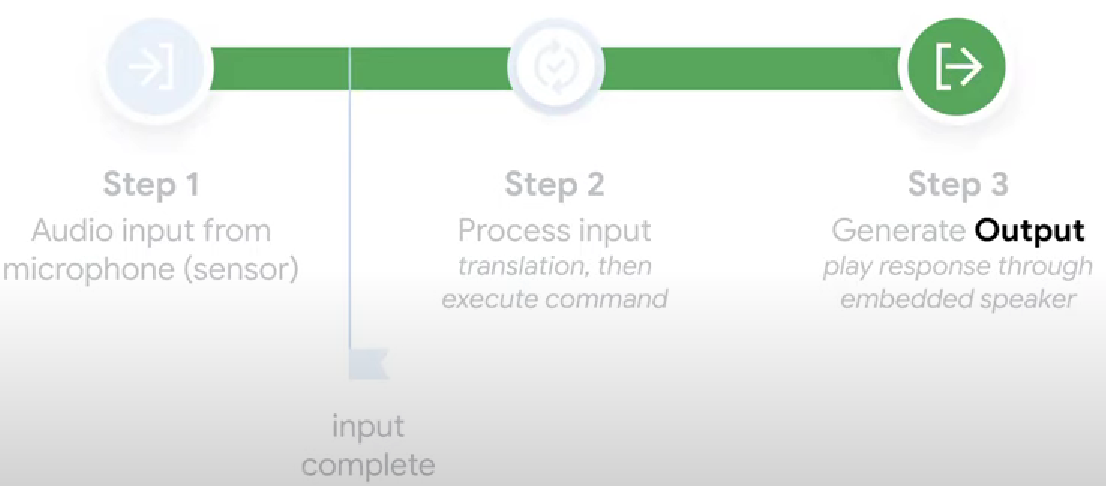 Step 1
Audio input from
microphone (sensor)
Step 2
Process input
translation, then
execute command
Step 3
Generate Output
play response through
embedded speaker
input
complete